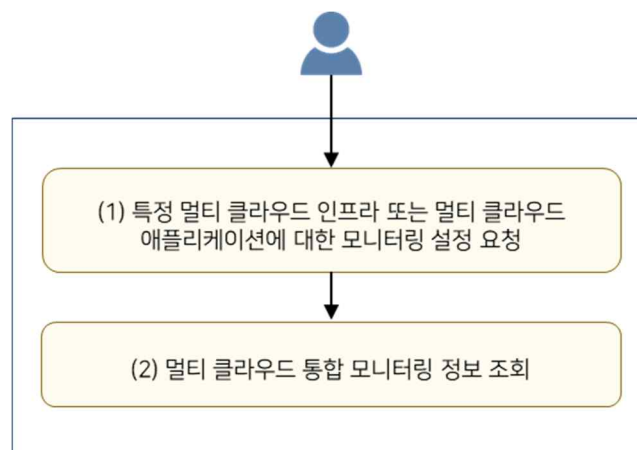 (1) 특정 멀티 클라우드 인프라 또는 멀티 클라우드
애플리케이션에 대한 모니터링 설정 요청
(2) 멀티 클라우드 통합 모니터링 정보 조회